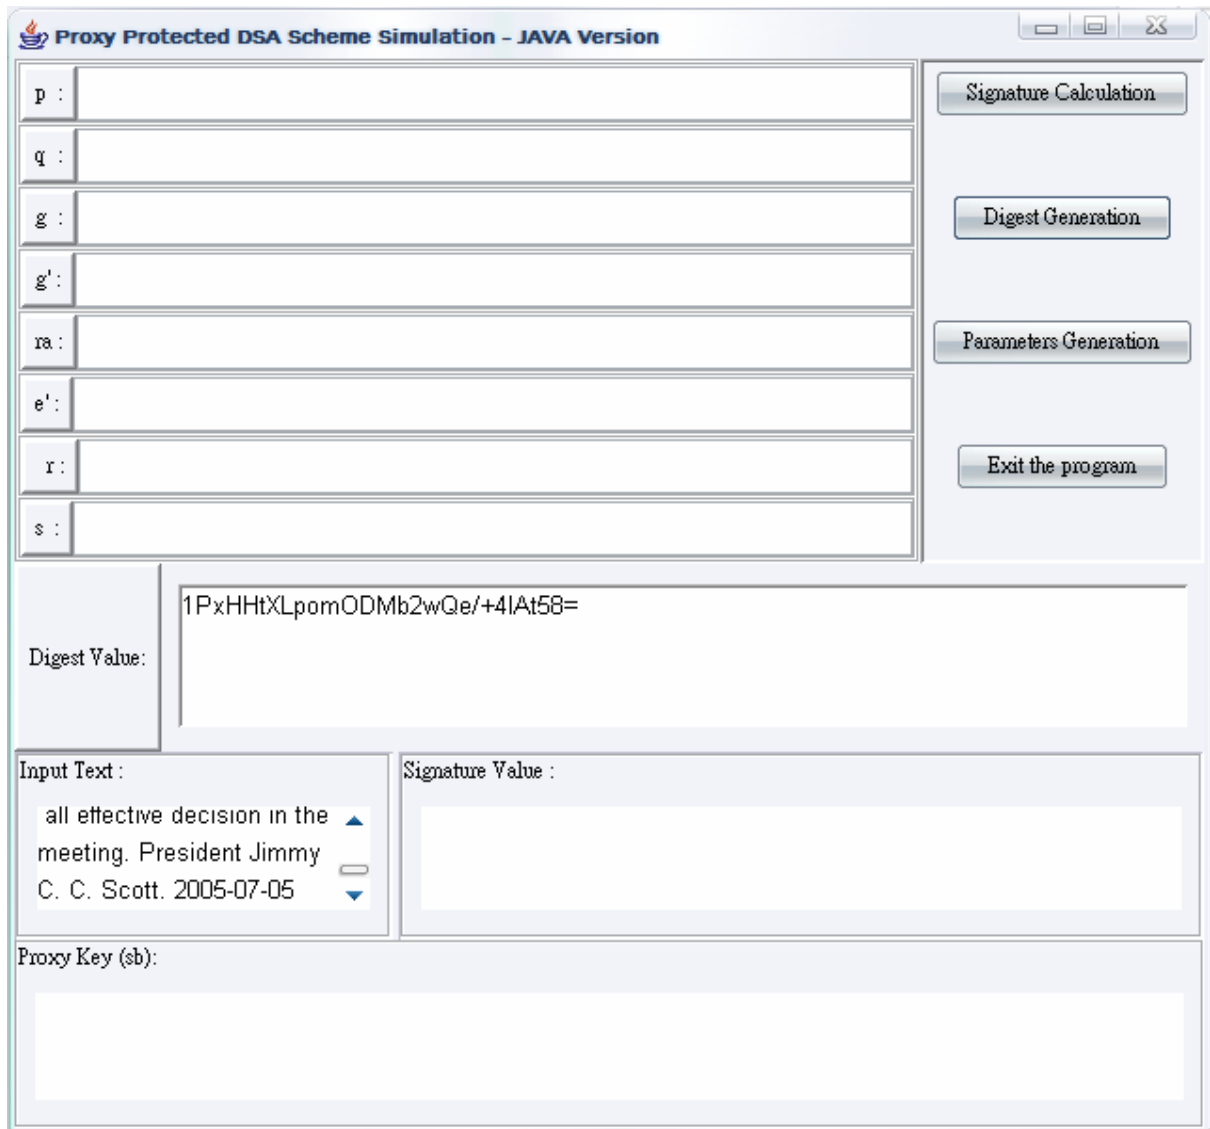 Proxy Protected DSA Scheme Simulation - JAVA Version
p :
Signature Calculation
q :
g :
Digest Generation
g' :
ra :
Parameters Generation
e' :
r :
Exit the program
s :
1PxHHtXLpomODMb2wQe/+4IAt58=
Digest Value:
Input Text :
Signature Value :
all effective decision in the
meeting. President Jimmy
C. C. Scott. 2005-07-05
Proxy Key (sb):